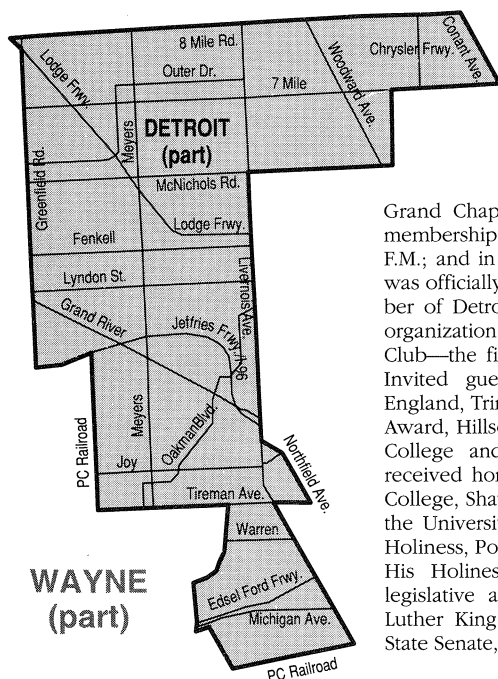 8 Mile Rd.
Chrysler Frwy.
Conant Ave.
Lodge Frwy.
Outer Dr.
Woodward Ave.
7 Mile
Meyers
DETROIT
(part)
Greenfield Rd.
McNichols Rd.
Lodge Frwy.
Fenkell
Livernois Ave.
Lyndon St.
Grand River
Jeffries Frwy./I-96
Meyers
Oakman Blvd.
PC Railroad
Joy
Northfield Ave.
Tireman Ave.
Warren
WAYNE
(part)
Edsel Ford Frwy.
Michigan Ave.
PC Railroad
Grand Chap
membership
F.M.; and in
was officially
ber of Detro
organization
Club—the fi
Invited gue
England, Trin
Award, Hillsd
College and
received hon
College, Shav
the Universit
Holiness, Po
His Holines
legislative a
Luther King
State Senate,